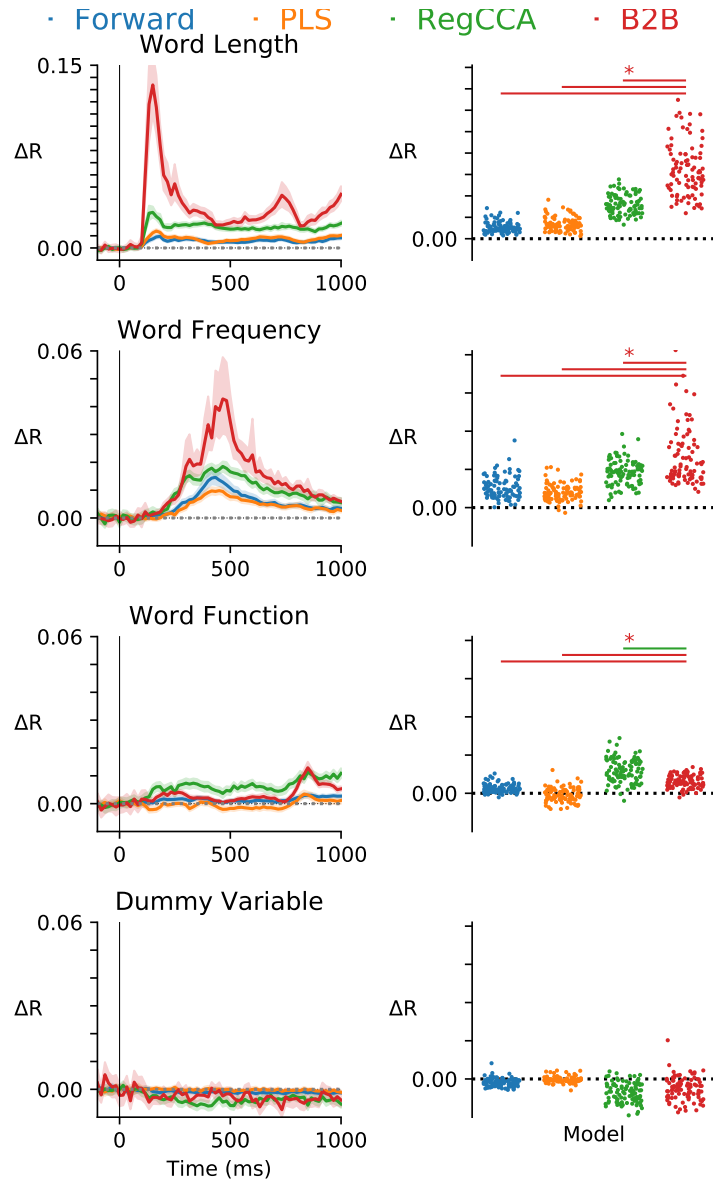 Forward PLS RegCCA B2B
Word Length
0.15
ΔR
*
ΔR
0.00
0.00
0 500 1000
Word Frequency
0.06
ΔR
*
ΔR
0.00
0.00
0 500 1000
Word Function
0.06
ΔR
*
ΔR
0.00
0.00
0 500 1000
Dummy Variable
0.06
ΔR
ΔR
0.00
0.00
0 500 1000
Time (ms)
Model